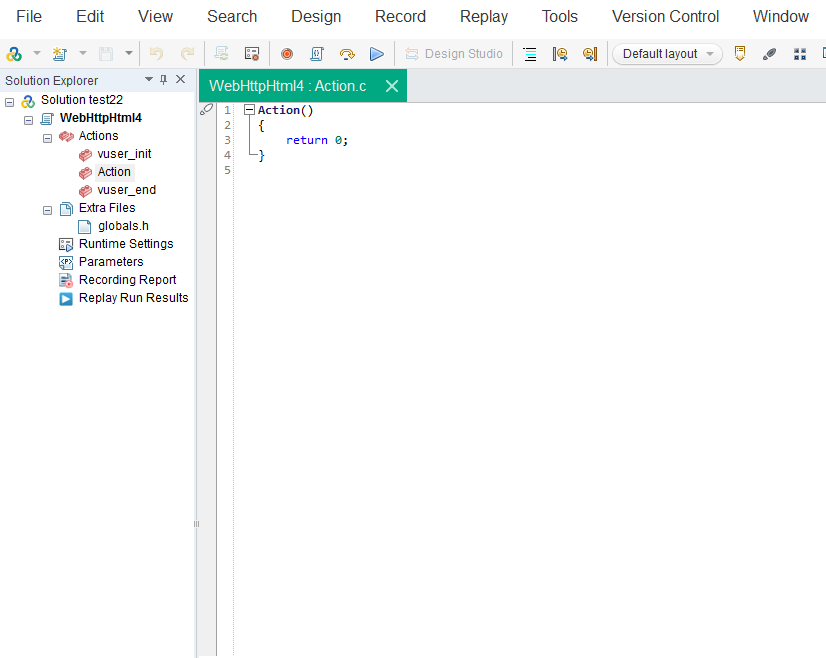 File Edit View Search Design Record Replay Tools Version Control Window
Design Studio Default layout
Solution Explorer
WebHttpHtml4 : Action.c
Solution test22
WebHttpHtml4
Actions
vuser_init
Action
vuser_end
Extra Files
globals.h
Runtime Settings
Parameters
Recording Report
Replay Run Results
1 Action()
2 {
3 return 0;
4 }
5